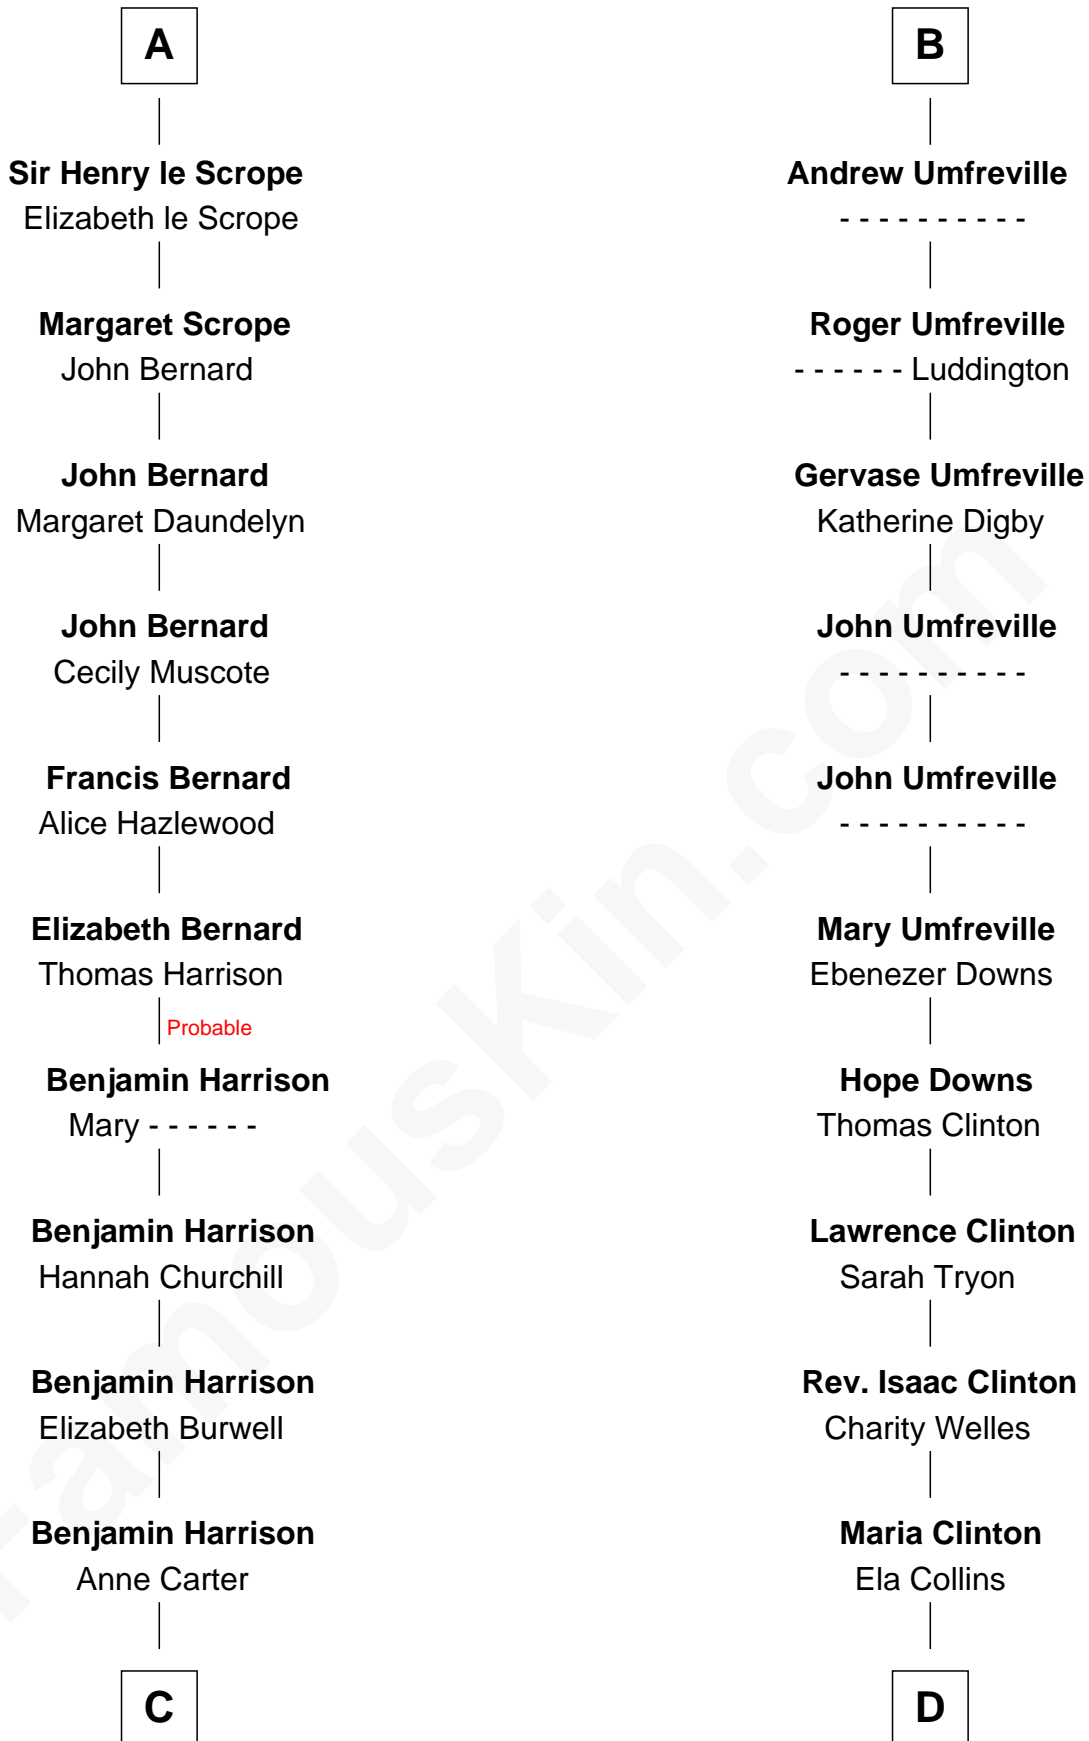 A
Sir Henry le Scrope
Elizabeth le Scrope
Margaret Scrope
John Bernard
John Bernard
Margaret Daundelyn
John Bernard
Cecily Muscote
Francis Bernard
Alice Hazlewood
Elizabeth Bernard
Thomas Harrison
Probable
Benjamin Harrison
Mary - - - - - -
Benjamin Harrison
Hannah Churchill
Benjamin Harrison
Elizabeth Burwell
Benjamin Harrison
Anne Carter
C
B
Andrew Umfreville
- - - - - - - - - -
Roger Umfreville
- - - - - - Luddington
Gervase Umfreville
Katherine Digby
John Umfreville
- - - - - - - - - -
John Umfreville
- - - - - - - - - -
Mary Umfreville
Ebenezer Downs
Hope Downs
Thomas Clinton
Lawrence Clinton
Sarah Tryon
Rev. Isaac Clinton
Charity Welles
Maria Clinton
Ela Collins
D
FamousKin.com